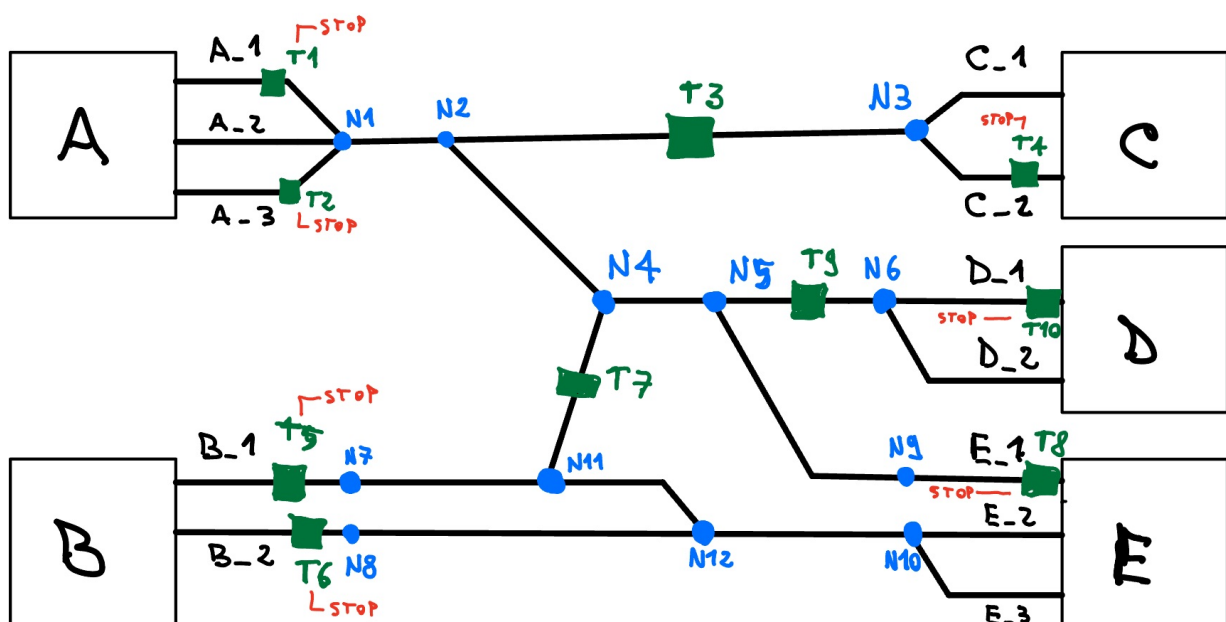 STOP
A_1
T1
C_1
T3
N3
N2
A_2
N1
A
STOP
T4
C
A_3
T2
STOP
C_2
N4
N5
T9
N6
D_1
STOP
T10
D_2
D
T7
STOP
B_1
T5
N7
N11
N9
E_1
T8
STOP
E_2
B
B_2
T6
N8
N12
N10
E
STOP
E_3